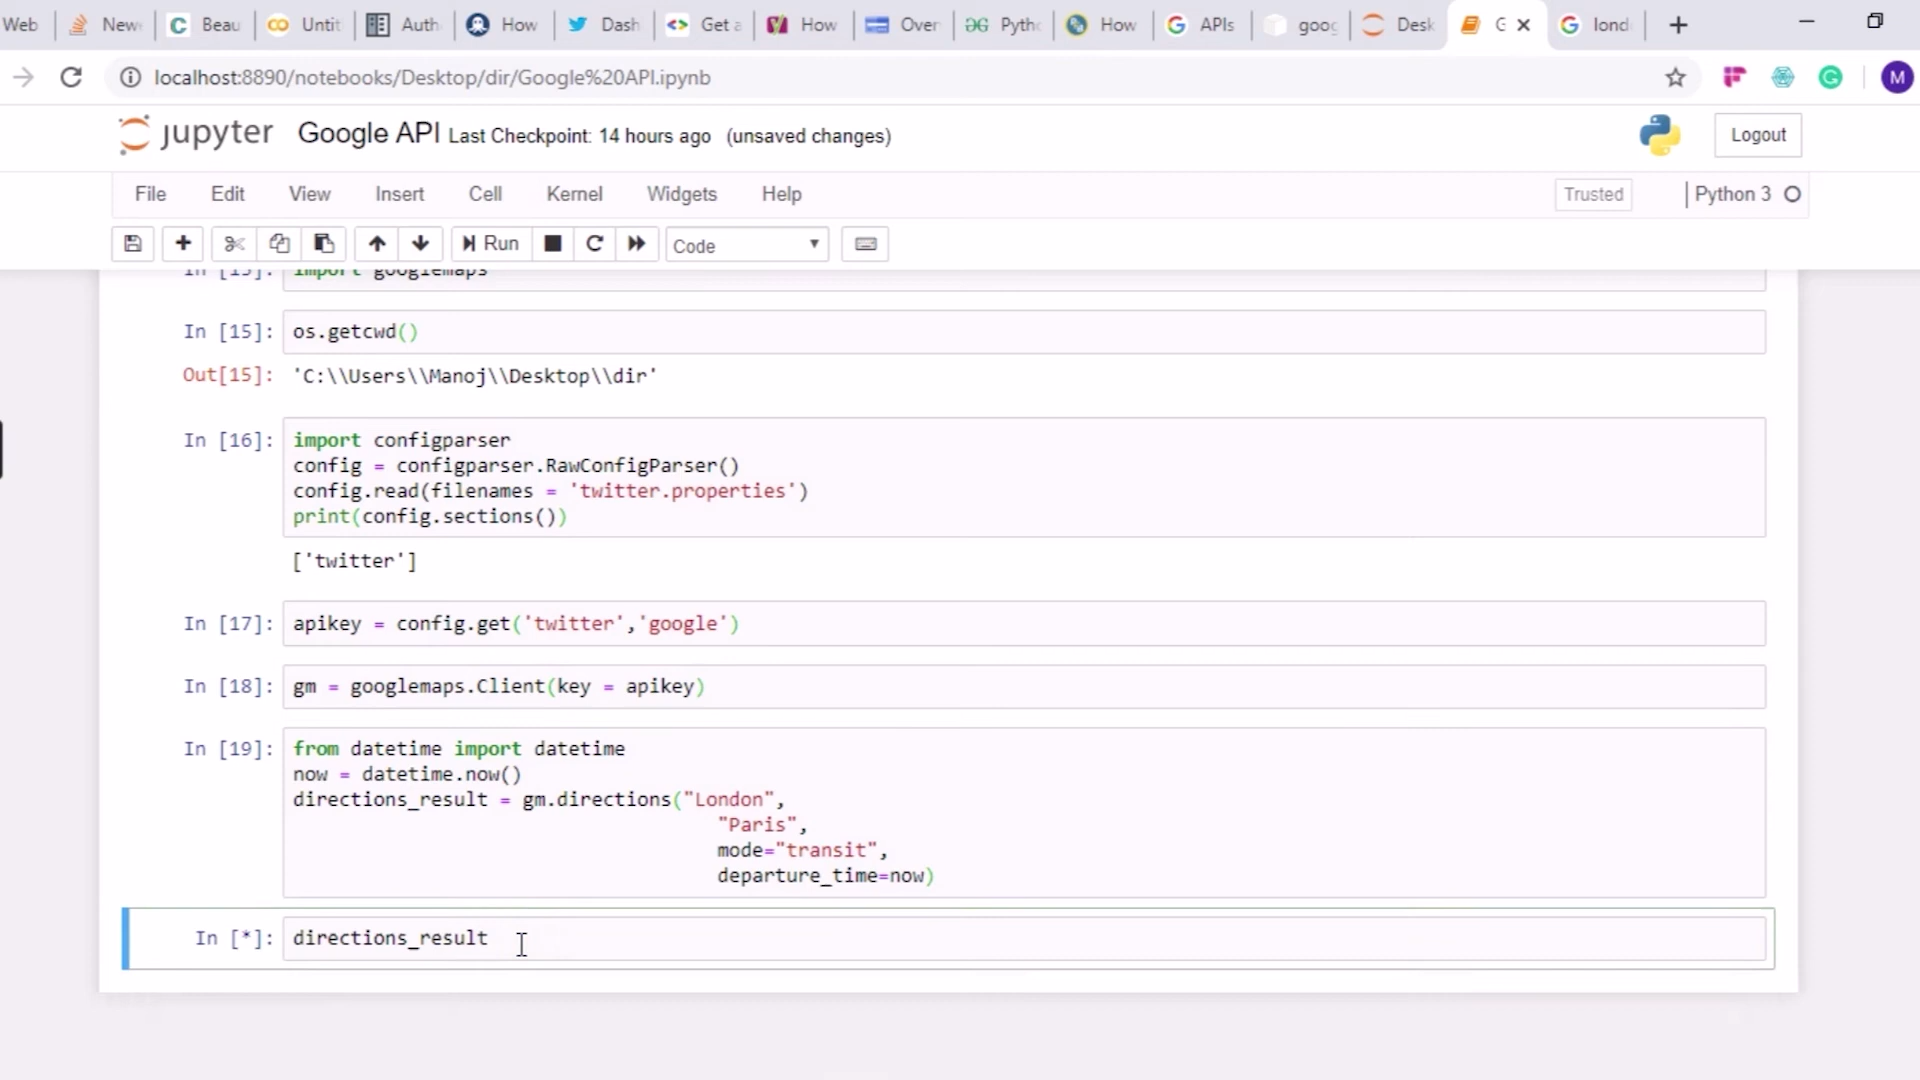 Web New Beau Untit Auth How Dash Get a How Over Pytho How APIs goog Desk G lond
localhost:8890/notebooks/Desktop/dir/Google%20API.ipynb M
jupyter Google API Last Checkpoint: 14 hours ago (unsaved changes) Logout
File Edit View Insert Cell Kernel Widgets Help Trusted Python 3
Run Code
In [13]: import googlemaps
In [15]: os.getcwd()
Out[15]: 'C:\\Users\\Manoj\\Desktop\\dir'
In [16]: import configparser
config = configparser.RawConfigParser()
config.read(filenames = 'twitter.properties')
print(config.sections())
['twitter']
In [17]: apikey = config.get('twitter','google')
In [18]: gm = googlemaps.Client(key = apikey)
In [19]: from datetime import datetime
now = datetime.now()
directions_result = gm.directions("London",
"Paris",
mode="transit",
departure_time=now)
In [*]: directions_result